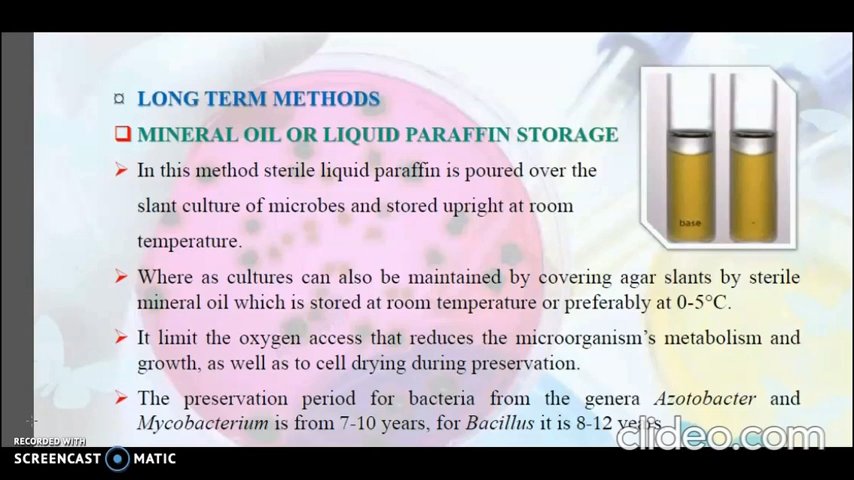 LONG TERM METHODS
MINERAL OIL OR LIQUID PARAFFIN STORAGE
In this method sterile liquid paraffin is poured over the
slant culture of microbes and stored upright at room
temperature.
Where as cultures can also be maintained by covering agar slants by sterile
mineral oil which is stored at room temperature or preferably at 0-5°C.
It limit the oxygen access that reduces the microorganism's metabolism and
growth, as well as to cell drying during preservation.
The preservation period for bacteria from the genera Azotobacter and
Mycobacterium is from 7-10 years, for Bacillus it is 8-12 years.
base
clideo.com
RECORDED WITH
SCREENCAST MATIC